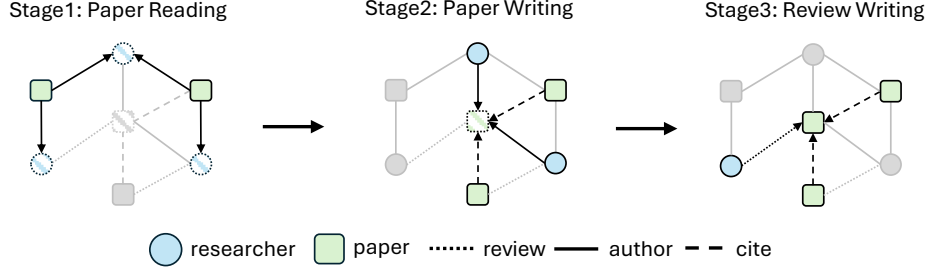 Stage1: Paper Reading
Stage2: Paper Writing
Stage3: Review Writing
researcher paper review author cite